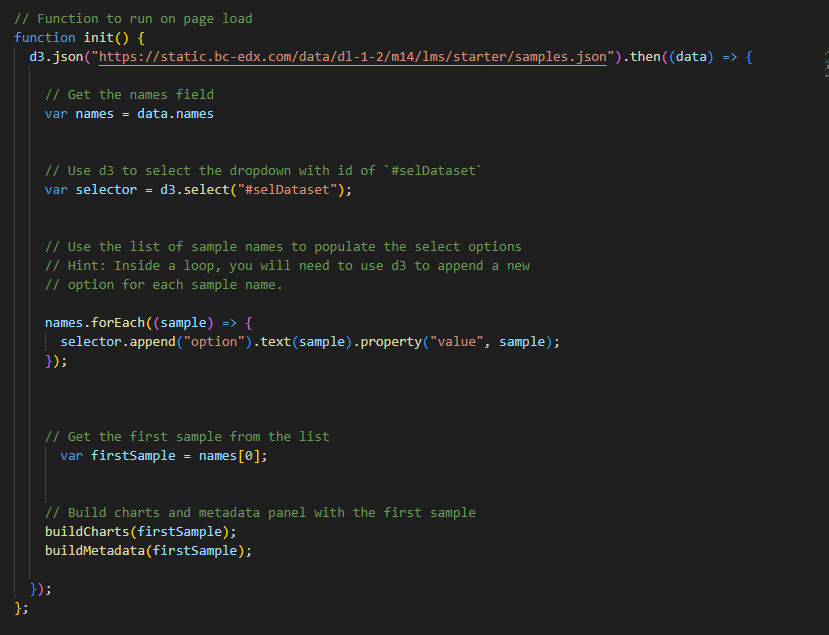 // Function to run on page load
function init() {
  d3.json("https://static.bc-edx.com/data/dl-1-2/m14/lms/starter/samples.json").then((data) => {
    // Get the names field
    var names = data.names
    // Use d3 to select the dropdown with id of `#selDataset`
    var selector = d3.select("#selDataset");
    // Use the list of sample names to populate the select options
    // Hint: Inside a loop, you will need to use d3 to append a new
    // option for each sample name.
    names.forEach((sample) => {
      selector.append("option").text(sample).property("value", sample);
    });
    // Get the first sample from the list
      var firstSample = names[0];
    // Build charts and metadata panel with the first sample
    buildCharts(firstSample);
    buildMetadata(firstSample);
  });
};